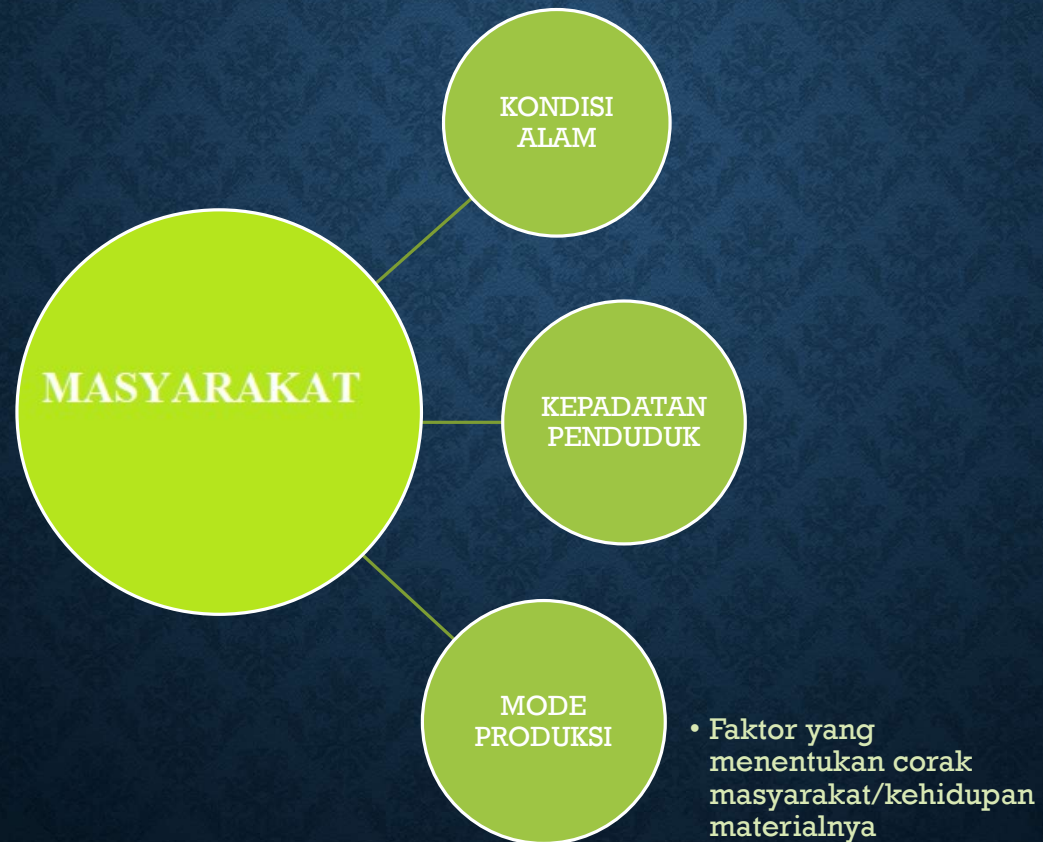 KONDISI
ALAM
MASYARAKAT
KEPADATAN
PENDUDUK
MODE
PRODUKSI
• Faktor yang
menentukan corak
masyarakat/kehidupan
materialnya